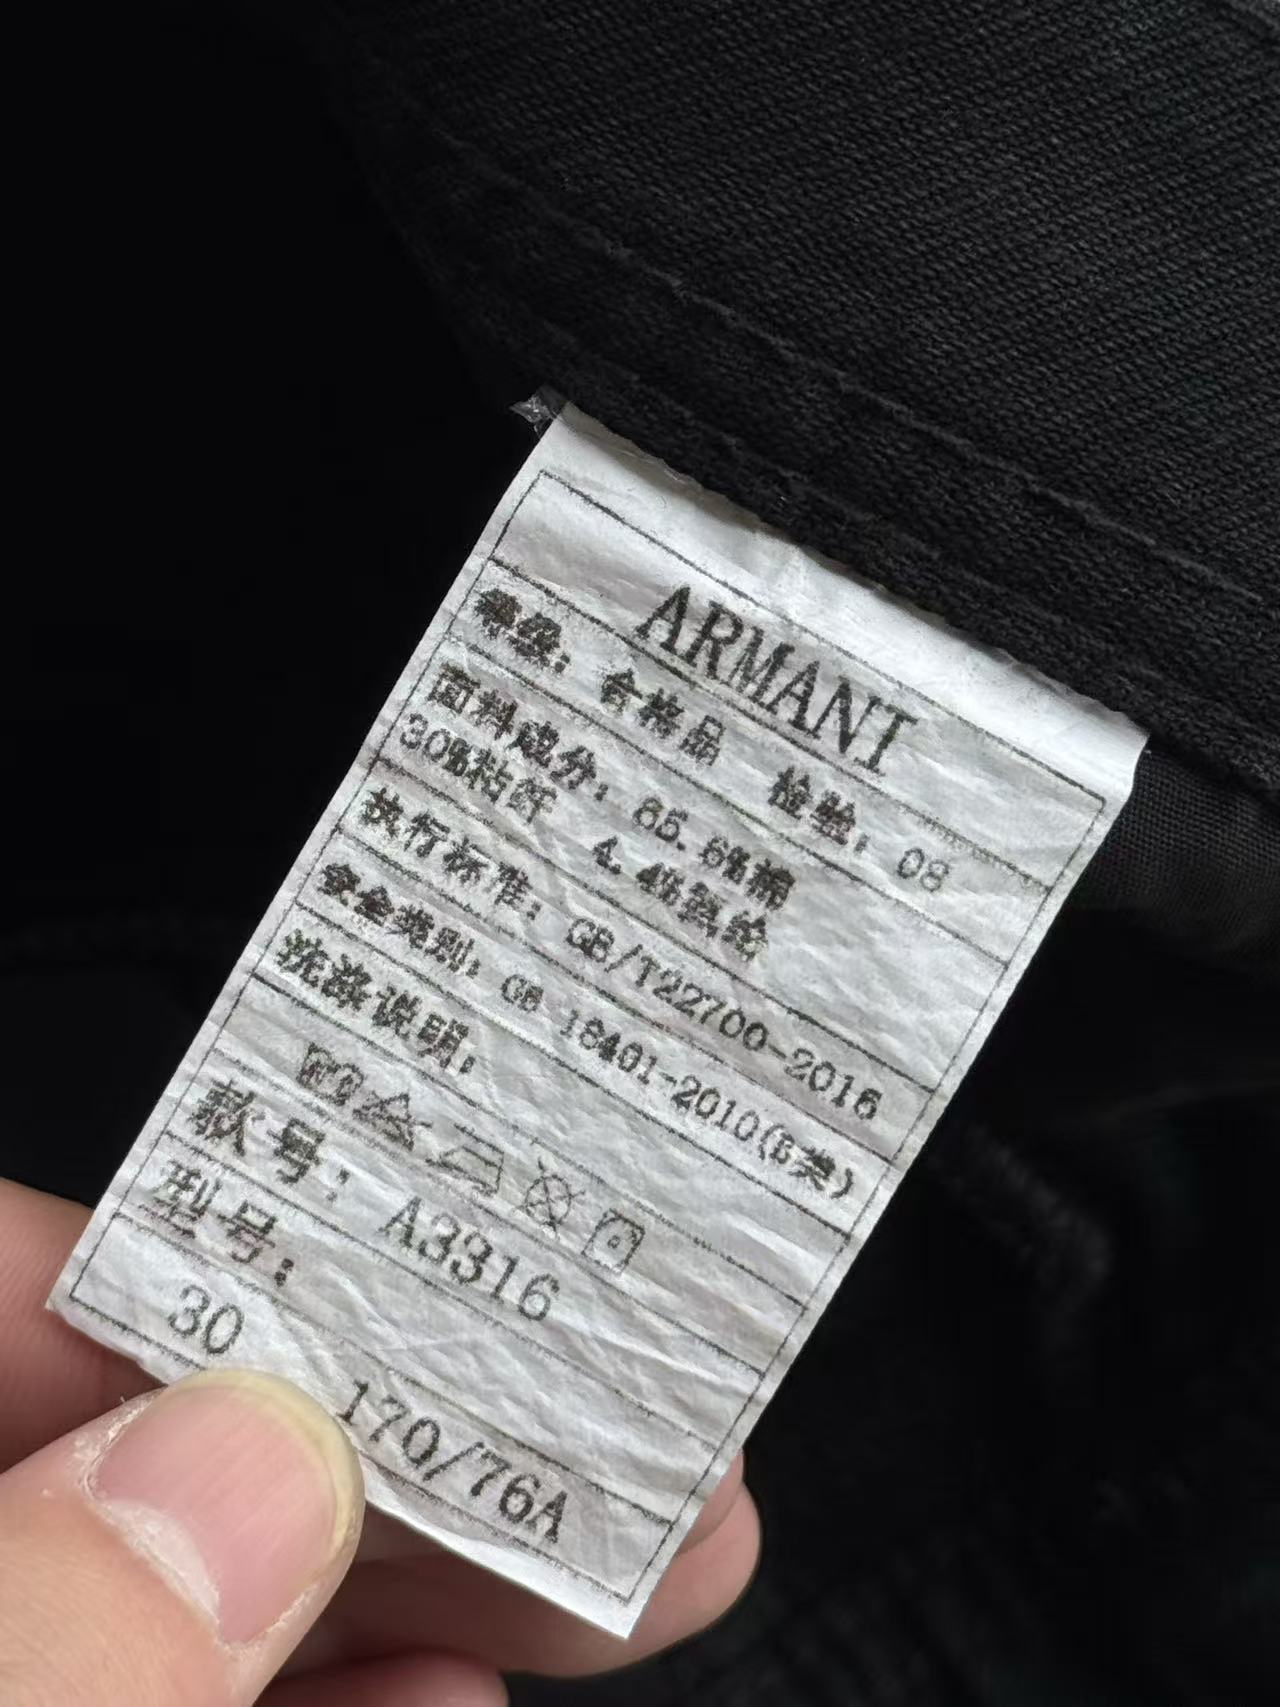 ARMANT
等级: 合格品 检验: 08
面料成分: 65.6%棉
30%粘纤 4.4%氨纶
执行标准: GB/T22700-2016
安全类别: GB 18401-2010(B类)
洗涤说明:
款号: A3316
型号:
30 170/76A